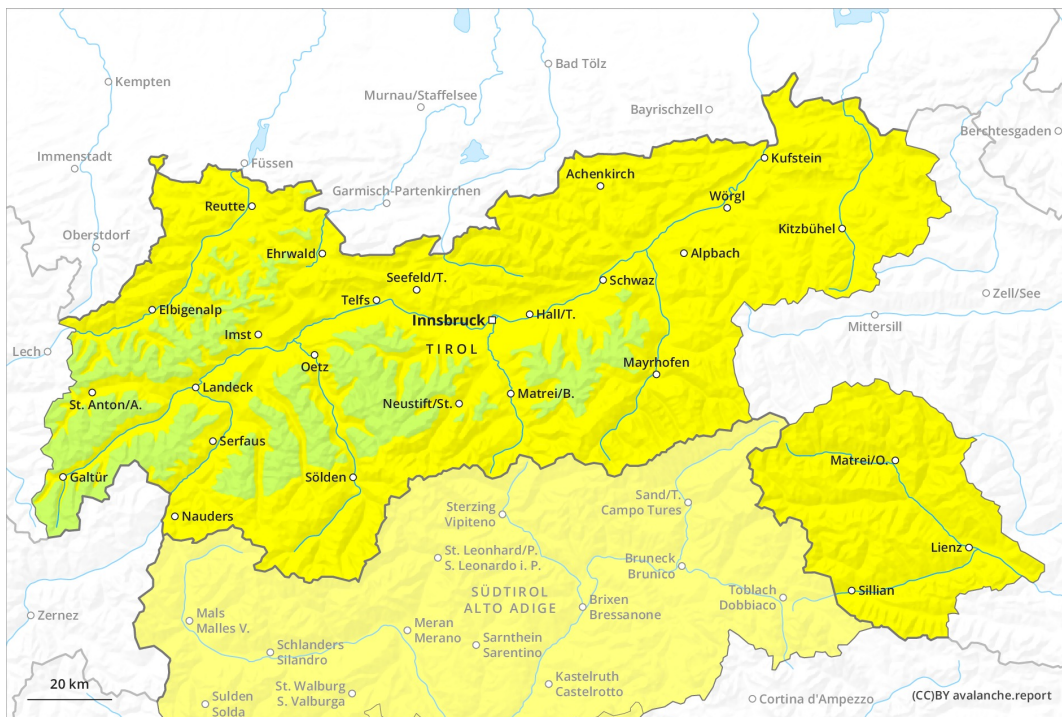 Kempten
Bad Tölz
Murnau/Staffelsee
Bayrischzell
Berchtesgaden
Immenstadt
Füssen
Kufstein
Achenkirch
Garmisch-Partenkirchen
Reutte
Wörgl
Oberstdorf
Kitzbühel
Ehrwald
Alpbach
Seefeld/T.
Schwaz
Zell/See
Telfs
Elbigenalp
Hall/T.
Innsbruck
Mittersill
Imst
Lech
TIROL
Oetz
Mayrhofen
Landeck
St. Anton/A.
Neustift/St.
Matrei/B.
Serfaus
Matrei/O.
Galtür
Sölden
Sand/T.
Campo Tures
Sterzing
Vipiteno
Nauders
Lienz
St. Leonhard/P.
S. Leonardo i. P.
Bruneck
Brunico
SÜDTIROL
ALTO ADIGE
Toblach
Dobbiaco
Sillian
Brixen
Bressanone
Zernez
Mals
Malles V.
Meran
Merano
Schlanders
Silandro
Sarnthein
Sarentino
20 km
St. Walburg
S. Valburga
Kastelruth
Castelrotto
Sulden
Solda
Cortina d'Ampezzo
(CC)BY avalanche.report